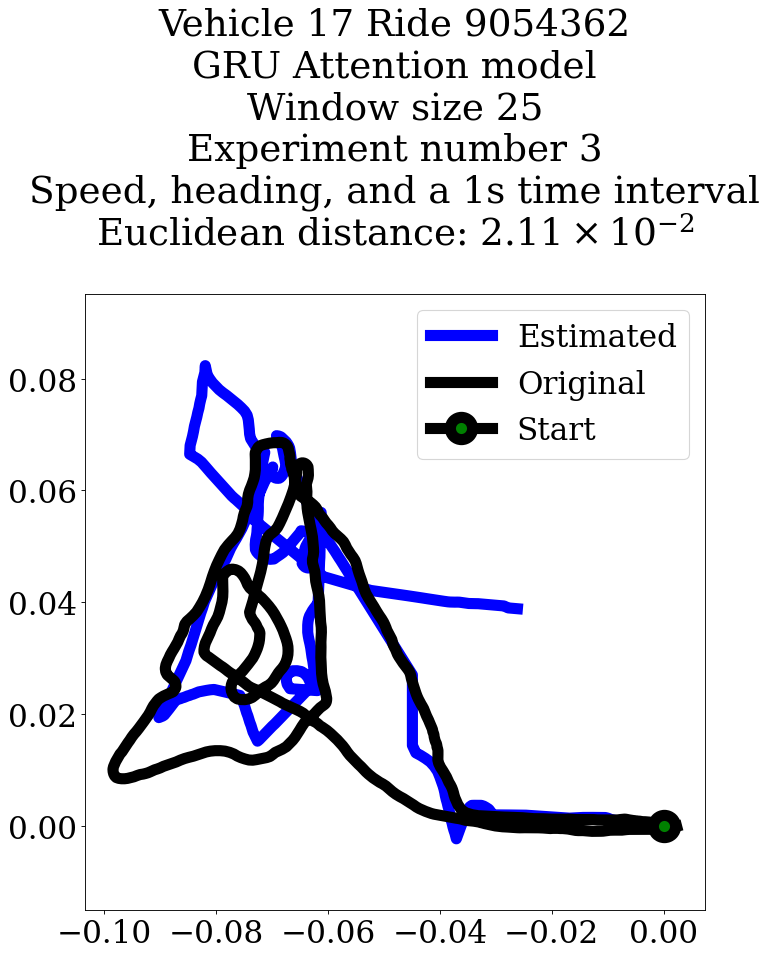 Vehicle 17 Ride 9054362
GRU Attention model
Window size 25
Experiment number 3
Speed, heading, and a 1s time interval
Euclidean distance: 2.11 × 10⁻²
Estimated
Original
Start
0.08
0.06
0.04
0.02
0.00
−0.10 −0.08 −0.06 −0.04 −0.02 0.00